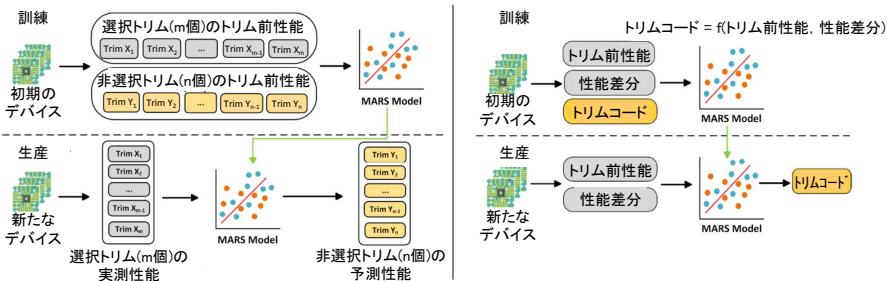 訓練
選択トリム(m個)のトリム前性能
Trim X1 Trim X2 ... Trim Xm-1 Trim Xm
初期の
デバイス
非選択トリム(n個)のトリム前性能
Trim Y1 Trim Y2 ... Trim Yn-1 Trim Yn
MARS Model
生産
新たな
デバイス
Trim X1
Trim X2
...
Trim Xm-1
Trim Xm
選択トリム(m個)の
実測性能
MARS Model
Trim Y1
Trim Y2
...
Trim Yn-1
Trim Yn
非選択トリム(n個)の
予測性能
訓練
トリムコード = f(トリム前性能, 性能差分)
初期の
デバイス
トリム前性能
性能差分
トリムコード
MARS Model
生産
新たな
デバイス
トリム前性能
性能差分
MARS Model
トリムコード